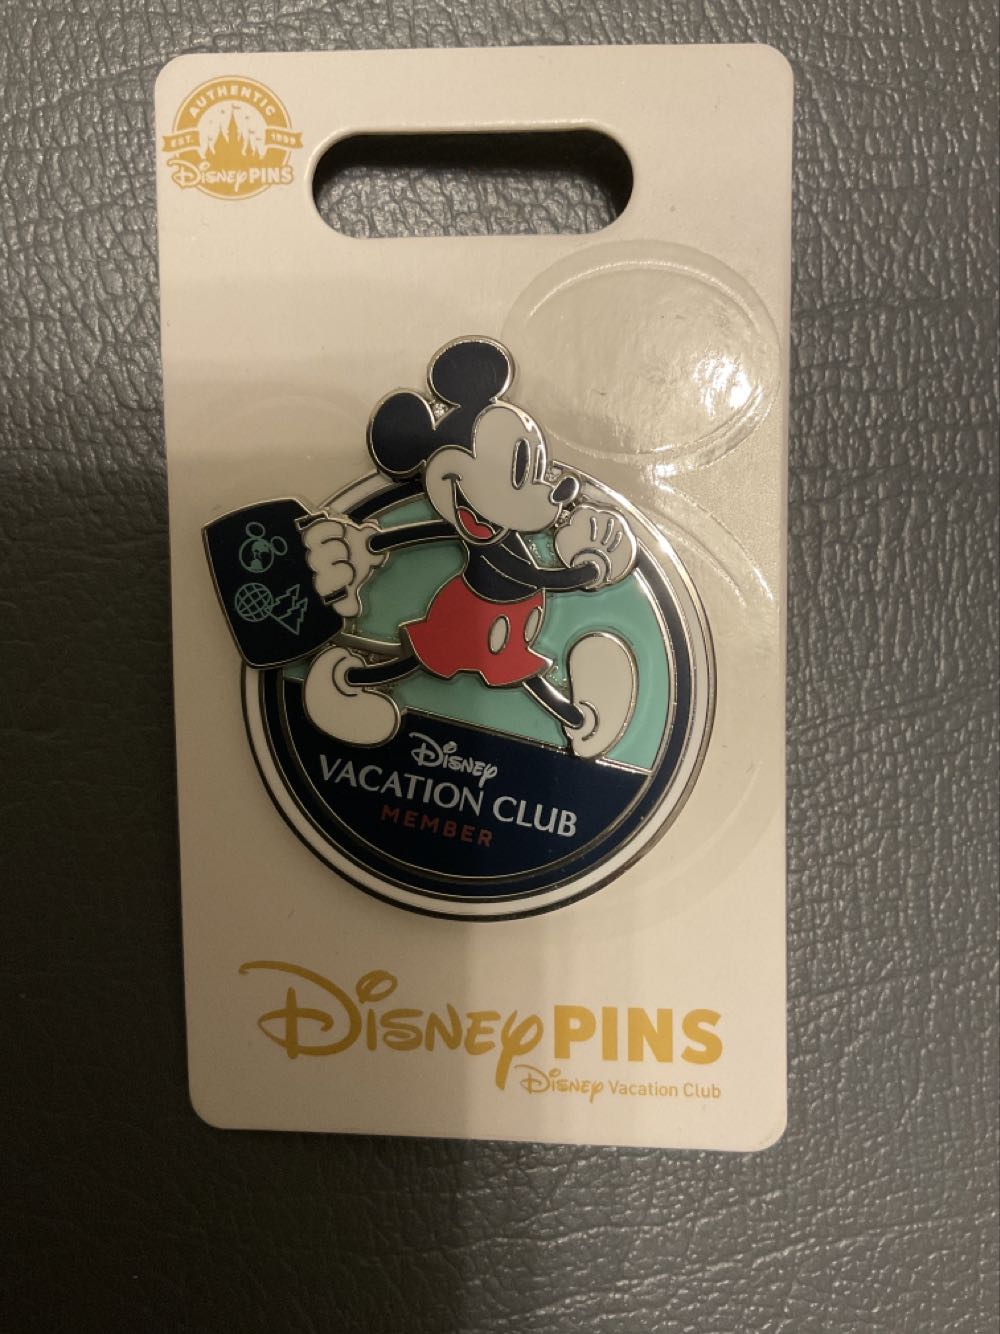 AUTHENTIC
EST. 1999
Disney PINS
Disney
VACATION CLUB
MEMBER
Disney PINS
Disney Vacation Club